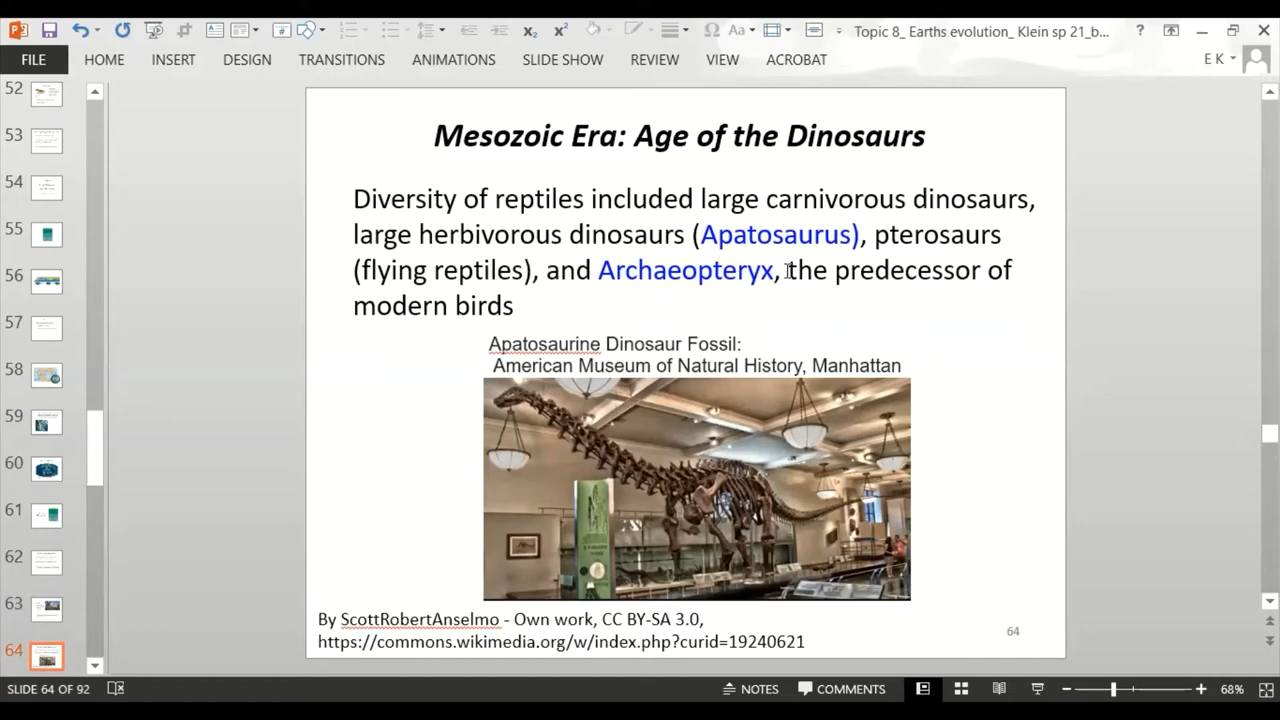 Topic 8_ Earths evolution_ Klein sp 21_b...
FILE HOME INSERT DESIGN TRANSITIONS ANIMATIONS SLIDE SHOW REVIEW VIEW ACROBAT E K
52
53
54
55
56
57
58
59
60
61
62
63
64
Mesozoic Era: Age of the Dinosaurs
Diversity of reptiles included large carnivorous dinosaurs,
large herbivorous dinosaurs (Apatosaurus), pterosaurs
(flying reptiles), and Archaeopteryx, the predecessor of
modern birds
Apatosaurine Dinosaur Fossil:
American Museum of Natural History, Manhattan
By ScottRobertAnselmo - Own work, CC BY-SA 3.0,
https://commons.wikimedia.org/w/index.php?curid=19240621
64
SLIDE 64 OF 92 NOTES COMMENTS 68%